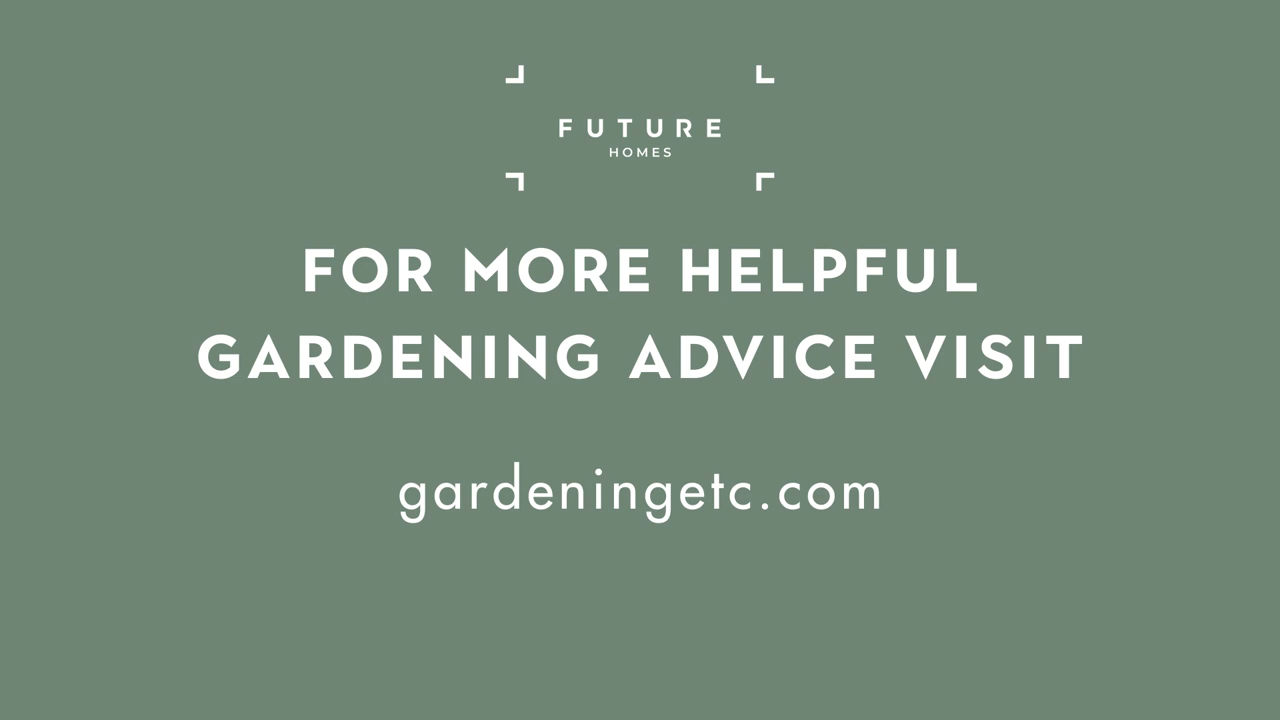 FUTURE
HOMES
FOR MORE HELPFUL
GARDENING ADVICE VISIT
gardeningetc.com